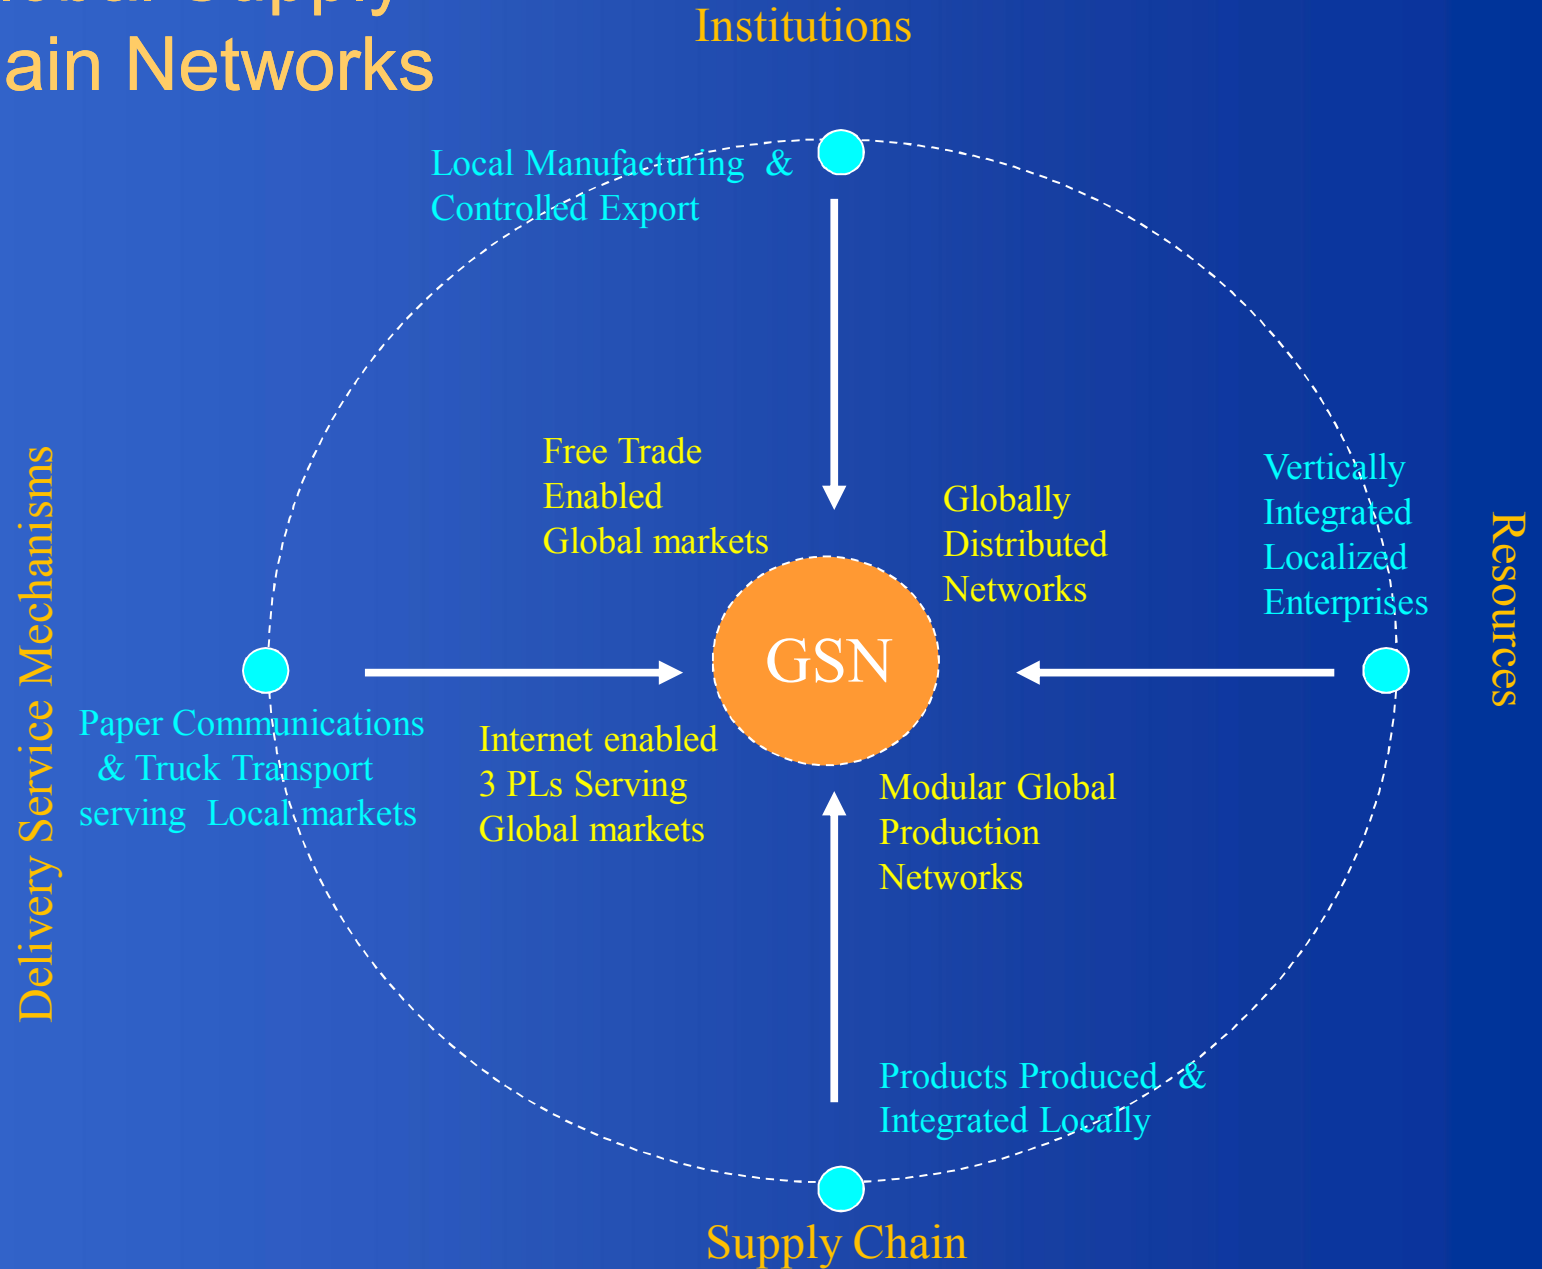 ain Networks
Institutions
Local Manufacturing &
Controlled Export
Free Trade
Enabled
Global markets
Globally
Distributed
Networks
Vertically
Integrated
Localized
Enterprises
Resources
Delivery Service Mechanisms
GSN
Paper Communications
& Truck Transport
serving Local markets
Internet enabled
3 PLs Serving
Global markets
Modular Global
Production
Networks
Products Produced &
Integrated Locally
Supply Chain